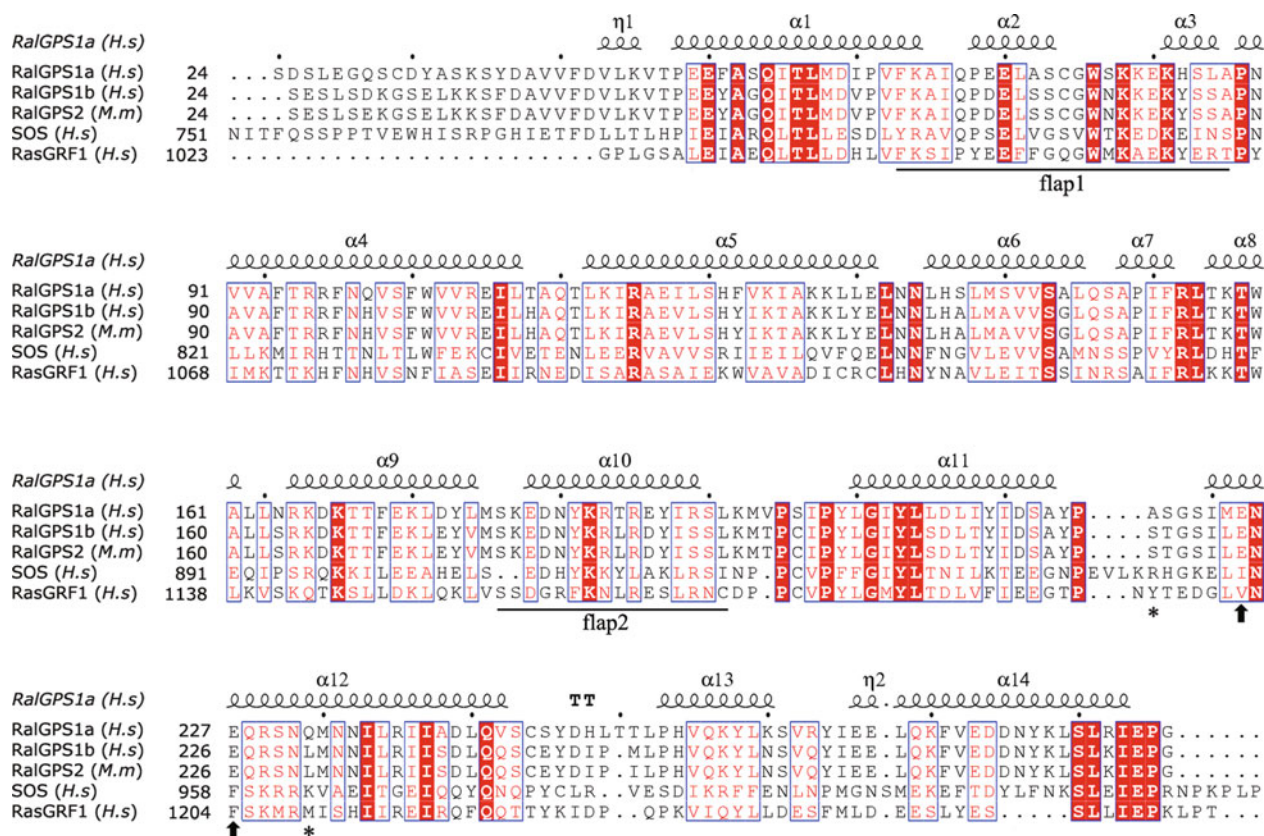 η1 α1 α2 α3
RalGPS1a (H.s)
RalGPS1a (H.s) 24 ...SDSLEGQSCDYASKSYDAVVFDVLKVTPEEFASQITLMDIPVFKAIQPEELASCGWSKKEKHSLAPN
RalGPS1b (H.s) 24 ....SESLSDKGSELKKSFDAVVFDVLKVTPEEYAGQITLMDVPVFKAIQPDELSSCGWNKKEKYSSAPN
RalGPS2 (M.m) 24 ....SESLSEKGSELKKSFDAVVFDVLKVTPEEYAGQITLMDVPVFKAIQPDELSSCGWNKKEKYSSAPN
SOS (H.s) 751 NITFQSSPPTVEWHISRPGHIETFDLLTLHPIEIARQLTLLESDLYRAVQPSELVGSVWTKEDKEINSPN
RasGRF1 (H.s) 1023 .........................GPLGSALEIAEQLTLLDHLVFKSIPYEEFFGQGWMKAEKYERTPY
flap1
α4 α5 α6 α7 α8
RalGPS1a (H.s)
RalGPS1a (H.s) 91 VVAFTRRFNQVSFWVVREILTAQTLKIRAEILSHFVKIAKKLLELNNLHSLMSVVSALQSAPIFRLTKTW
RalGPS1b (H.s) 90 AVAFTRRFNHVSFWVVREILHAQTLKIRAEVLSHYIKTAKKLYELNNLHALMAVVSGLQSAPIFRLTKTW
RalGPS2 (M.m) 90 AVAFTRRFNHVSFWVVREILHAQTLKIRAEVLSHYIKTAKKLYELNNLHALMAVVSGLQSAPIFRLTKTW
SOS (H.s) 821 LLKMIRHTTNLTLWFEKCIVETENLEERVAVVSRIIEILQVFQELNNFNGVLEVVSAMNSSPVYRLDHTF
RasGRF1 (H.s) 1068 IMKTTKHFNHVSNFIASEIIRNEDISARASAIEKWVAVADICRCLHNYNAVLEITSSINRSAIFRLKKTW
α9 α10 α11
RalGPS1a (H.s)
RalGPS1a (H.s) 161 ALLNRKDKTTFEKLDYLMSKEDNYKRTREYIRSLKMVPSIPYLGIYLLDLIYIDSAYP....ASGSIMEN
RalGPS1b (H.s) 160 ALLSRKDKTTFEKLEYVMSKEDNYKRLRDYISSLKMTPCIPYLGIYLSDLTYIDSAYP....STGSILEN
RalGPS2 (M.m) 160 ALLSRKDKTTFEKLEYVMSKEDNYKRLRDYISSLKMTPCIPYLGIYLSDLTYIDSAYP....STGSILEN
SOS (H.s) 891 EQIPSRQKKILEEAHELS..EDHYKKYLAKLRSINP.PCVPFFGIYLTNILKTEEGNPEVLKRHGKELIN
RasGRF1 (H.s) 1138 LKVSKQTKSLLDKLQKLVSSDGRFKNLRESLRNCDP.PCVPYLGMYLTDLVFIEEGTP...NYTEDGLVN
flap2 *
α12 TT α13 η2 α14
RalGPS1a (H.s)
RalGPS1a (H.s) 227 EQRSNQMNNILRIIADLQVSCSYDHLTTLPHVQKYLKSVRYIEE.LQKFVEDDNYKLSLRIEPG......
RalGPS1b (H.s) 226 EQRSNLMNNILRIISDLQQSCEYDIP.MLPHVQKYLNSVQYIEE.LQKFVEDDNYKLSLKIEPG......
RalGPS2 (M.m) 226 EQRSNLMNNILRIISDLQQSCEYDIP.ILPHVQKYLNSVQYIEE.LQKFVEDDNYKLSLKIEPG......
SOS (H.s) 958 FSKRRKVAEITGEIQQYQNQPYCLR.VESDIKRFFENLNPMGNSMEKEFTDYLFNKSLEIEPRNPKPLP
RasGRF1 (H.s) 1204 FSKMRMISHIIREIRQFQQTTYKIDP.QPKVIQYLLDESFMLD.EESLYES....SLLIEPKLPT.
*